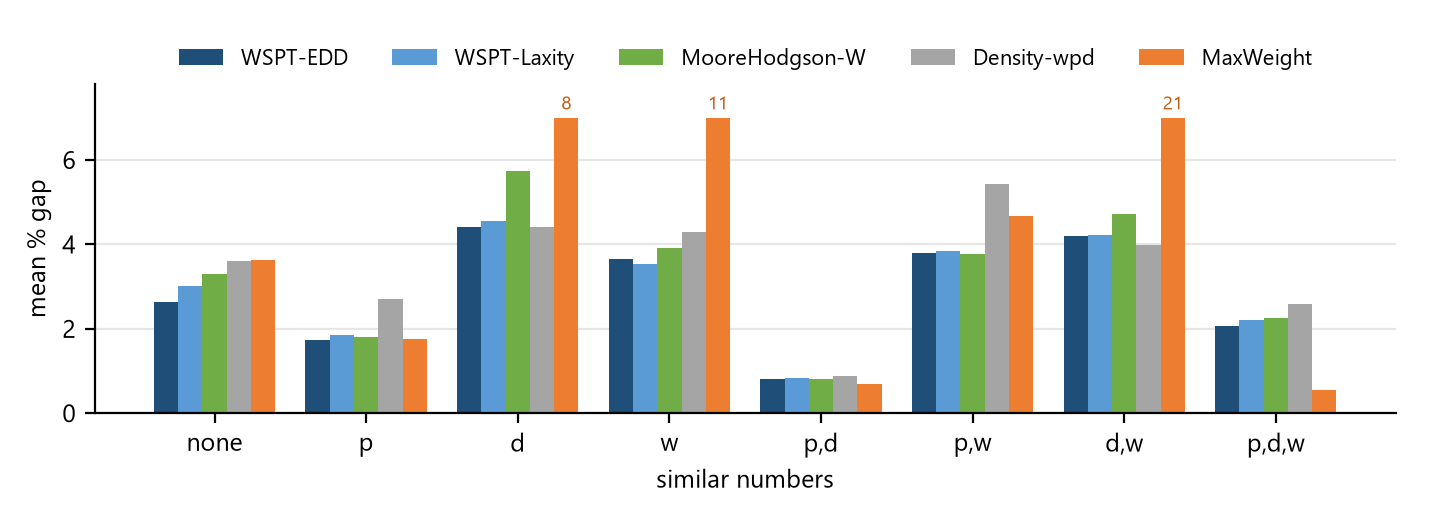 WSPT-EDD WSPT-Laxity MooreHodgson-W Density-wpd MaxWeight
8 11 21
6
4
2
0
mean % gap
none p d w p,d p,w d,w p,d,w
similar numbers